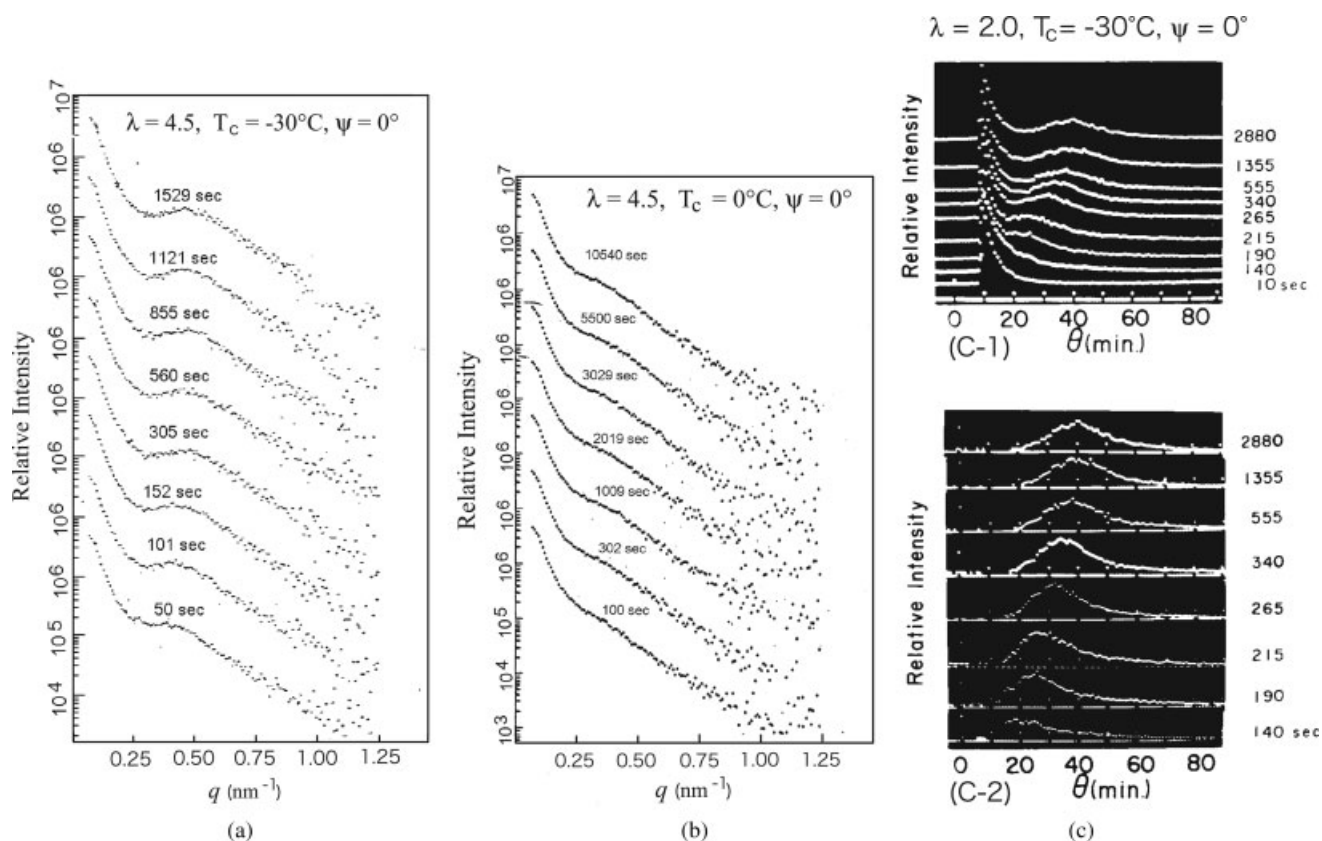 λ = 4.5, T_C = -30°C, ψ = 0°
10^7
10^6
10^6
10^6
10^6
10^6
10^6
10^6
10^5
10^4
Relative Intensity
1529 sec
1121 sec
855 sec
560 sec
305 sec
152 sec
101 sec
50 sec
0.25 0.50 0.75 1.00 1.25
q (nm⁻¹)
(a)
λ = 4.5, T_C = 0°C, ψ = 0°
10^7
10^6
10^6
10^6
10^6
10^6
10^6
10^5
10^4
10^3
Relative Intensity
10540 sec
5500 sec
3029 sec
2019 sec
1009 sec
302 sec
100 sec
0.25 0.50 0.75 1.00 1.25
q (nm⁻¹)
(b)
λ = 2.0, T_C = -30°C, ψ = 0°
Relative Intensity
2880
1355
555
340
265
215
190
140
10 sec
0 20 40 60 80
(C-1) θ(min.)
Relative Intensity
2880
1355
555
340
265
215
190
140 sec
0 20 40 60 80
(C-2) θ(min.)
(c)